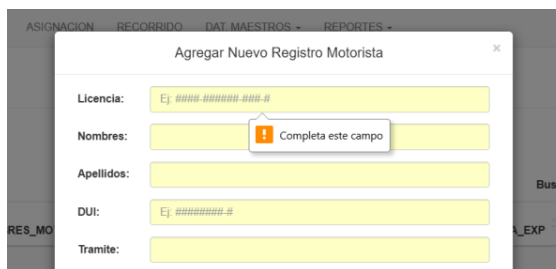 ASIGNACION RECORRIDO DAT. MAESTROS REPORTES
Agregar Nuevo Registro Motorista ×
Licencia: Ej: ####-######-###-#
! Completa este campo
Nombres:
Apellidos:
Bus
DUI: Ej: ########-#
RES_MO A_EXP
Tramite: